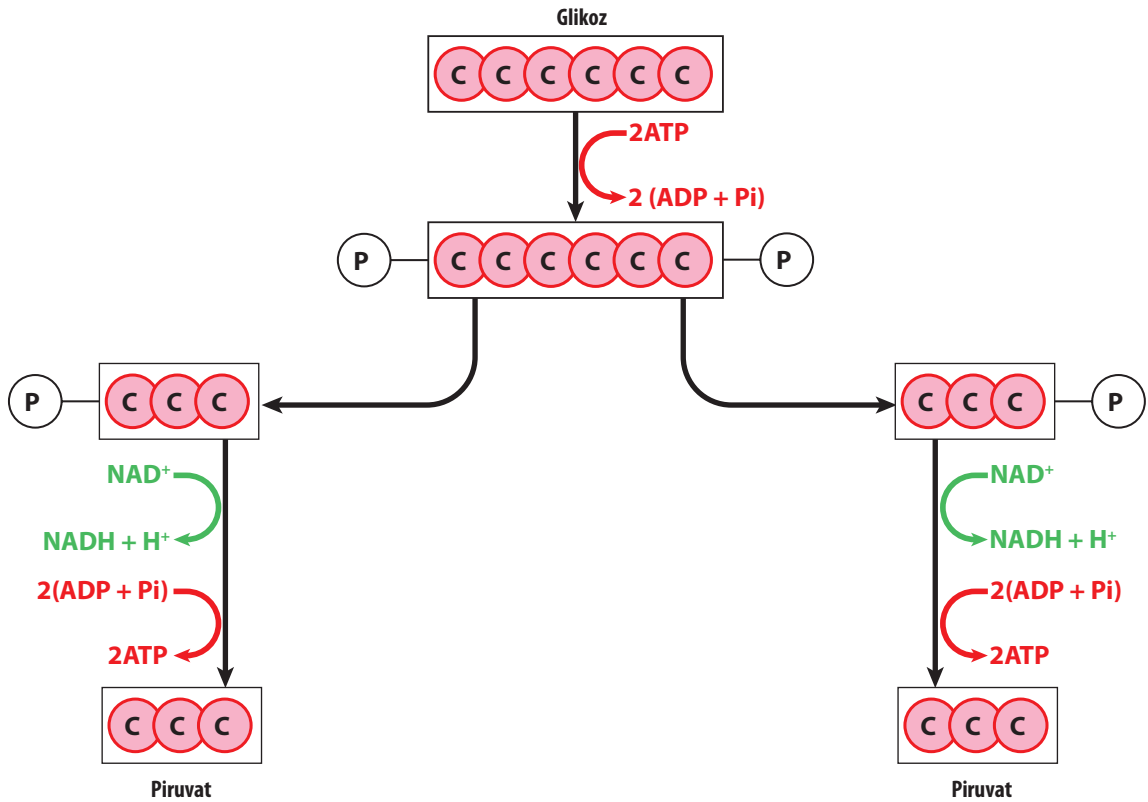 Glikoz
C C C C C C
2ATP
2 (ADP + Pi)
P C C C C C C P
P C C C
C C C P
NAD⁺
NADH + H⁺
2(ADP + Pi)
2ATP
NAD⁺
NADH + H⁺
2(ADP + Pi)
2ATP
C C C
Piruvat
C C C
Piruvat